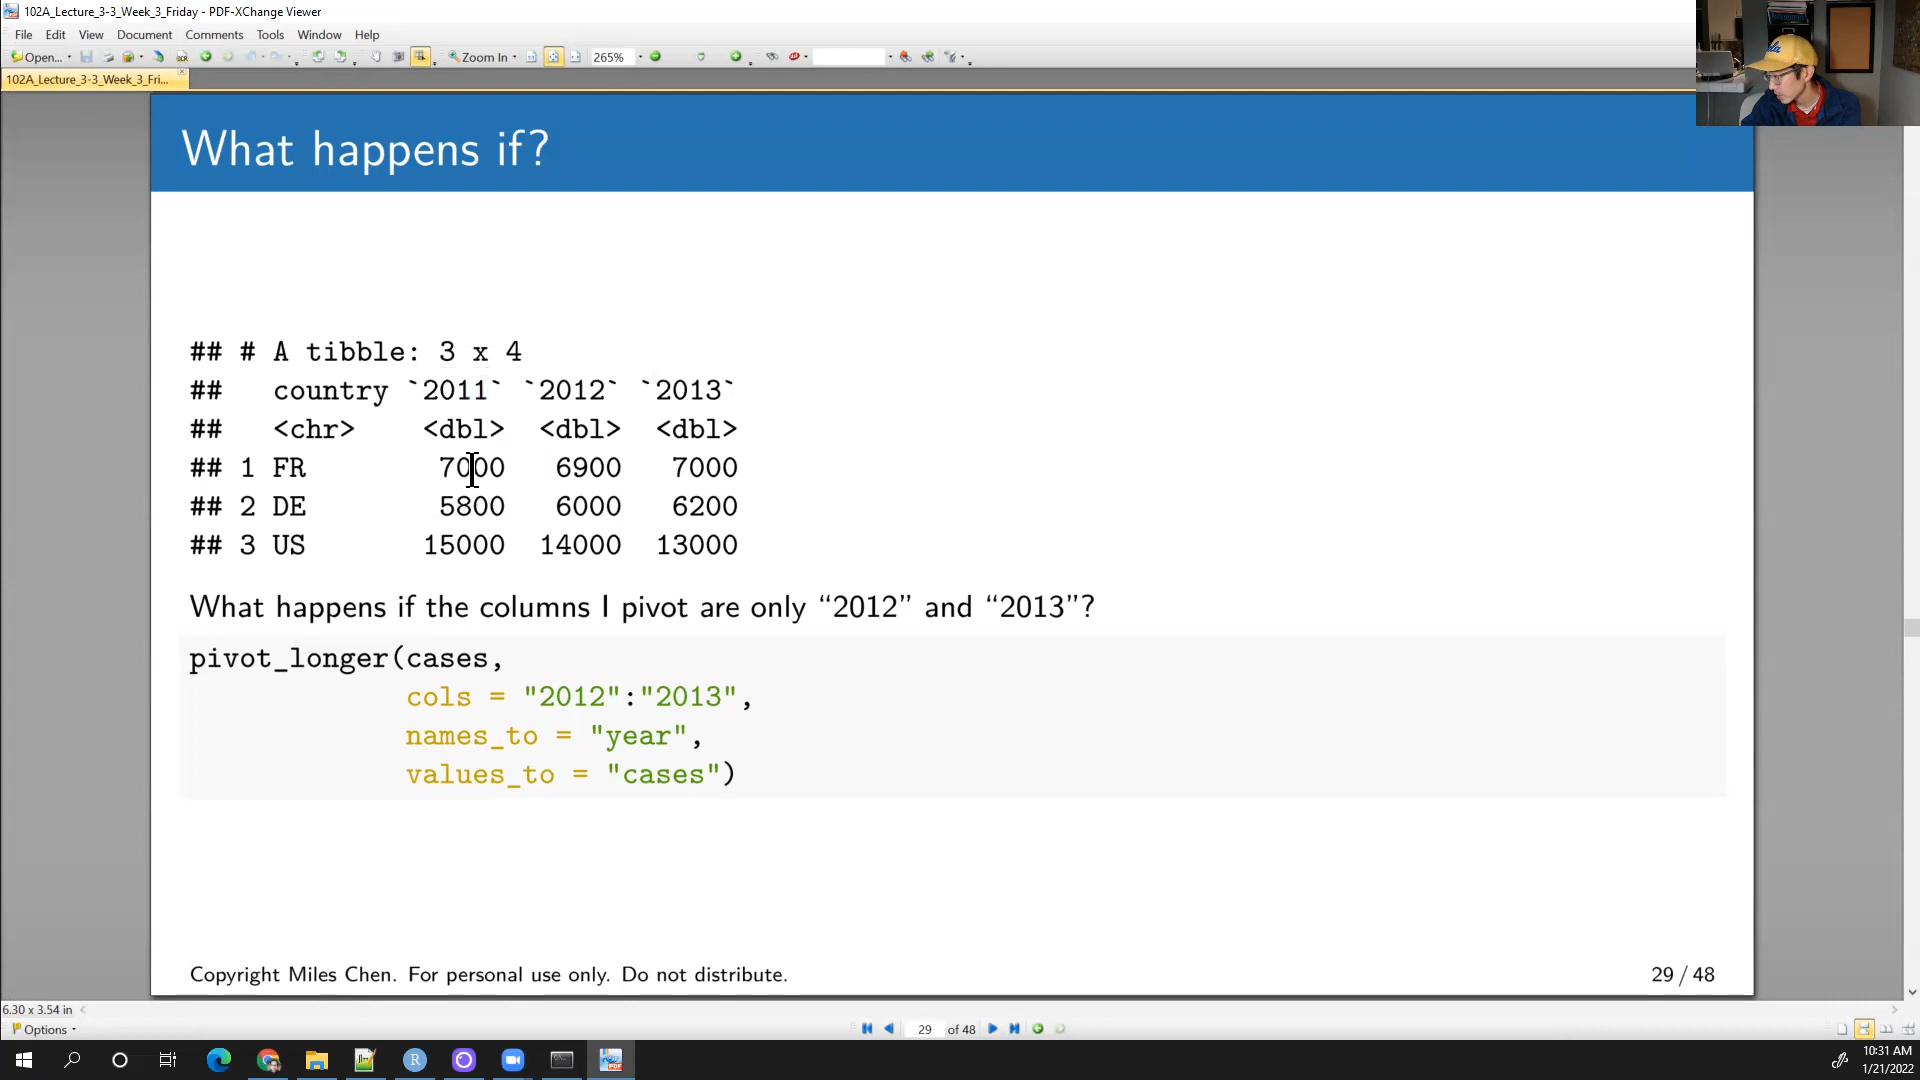 102A_Lecture_3-3_Week_3_Friday - PDF-XChange Viewer
File Edit View Document Comments Tools Window Help
Open... Zoom In 265%
102A_Lecture_3-3_Week_3_Fri...
What happens if?
## # A tibble: 3 x 4
## country `2011` `2012` `2013`
## <chr> <dbl> <dbl> <dbl>
## 1 FR 7000 6900 7000
## 2 DE 5800 6000 6200
## 3 US 15000 14000 13000
What happens if the columns I pivot are only “2012” and “2013”?
pivot_longer(cases,
cols = "2012":"2013",
names_to = "year",
values_to = "cases")
Copyright Miles Chen. For personal use only. Do not distribute.
29 / 48
6.30 x 3.54 in
Options
29 of 48
10:31 AM
1/21/2022